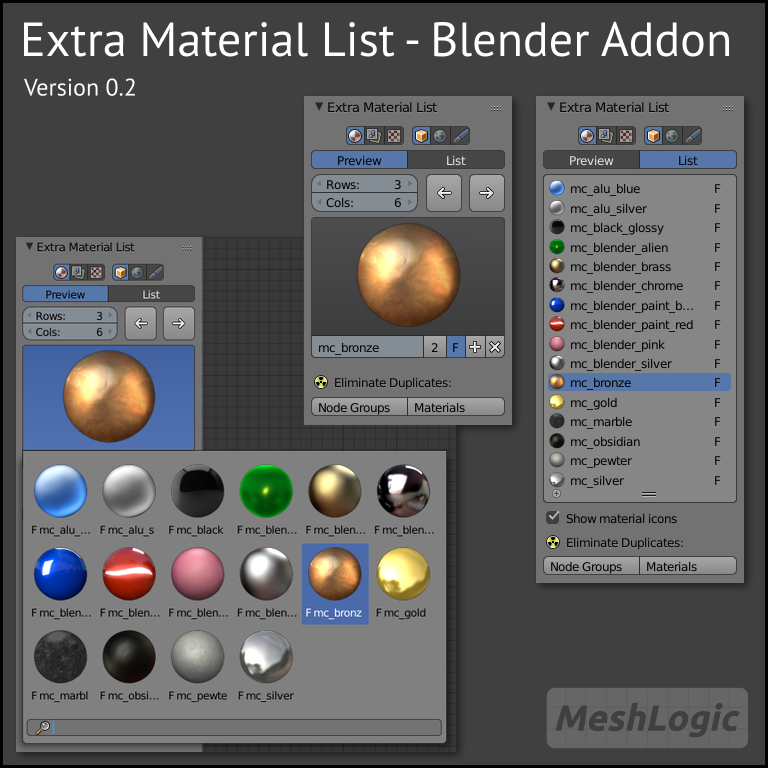 Extra Material List - Blender Addon
Version 0.2
Extra Material List
Preview List
Rows: 3
Cols: 6
mc_bronze 2 F
Eliminate Duplicates:
Node Groups Materials
Extra Material List
Preview List
mc_alu_blue F
mc_alu_silver F
mc_black_glossy F
mc_blender_alien F
mc_blender_brass F
mc_blender_chrome F
mc_blender_paint_b... F
mc_blender_paint_red F
mc_blender_pink F
mc_blender_silver F
mc_bronze F
mc_gold F
mc_marble F
mc_obsidian F
mc_pewter F
mc_silver F
Show material icons
Eliminate Duplicates:
Node Groups Materials
Extra Material List
Preview List
Rows: 3
Cols: 6
F mc_alu_... F mc_alu_s F mc_black F mc_blen... F mc_blen... F mc_blen...
F mc_blen... F mc_blen... F mc_blen... F mc_blen... F mc_bronz F mc_gold
F mc_marbl F mc_obsi... F mc_pewte F mc_silver
MeshLogic